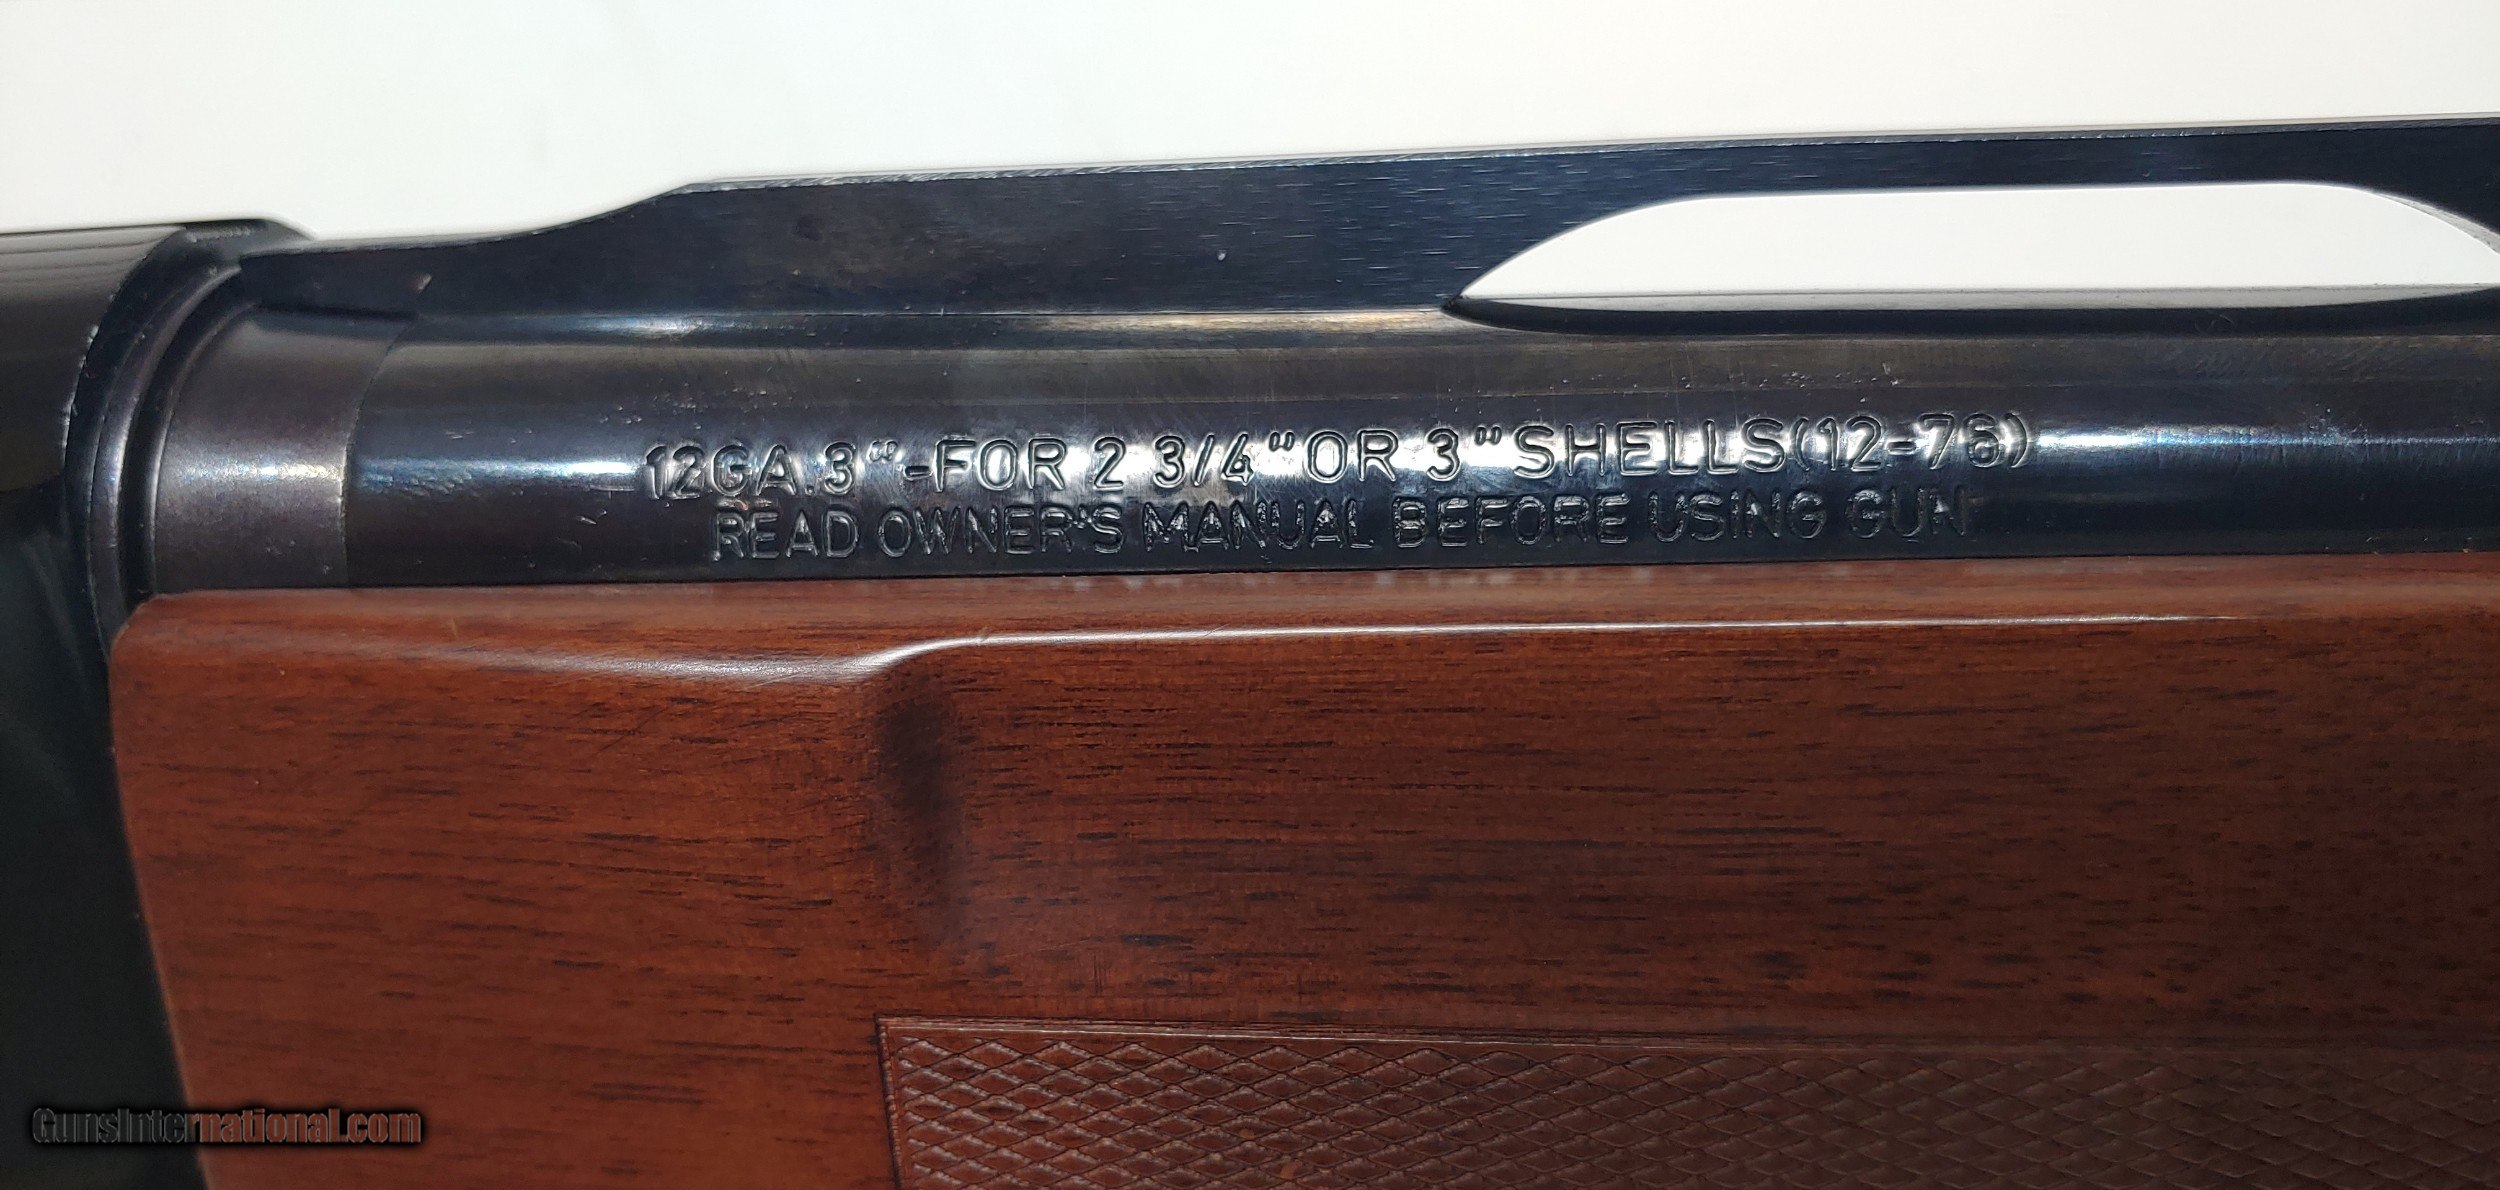 12GA.3"-FOR 2 3/4"OR 3"SHELLS(12-76)
READ OWNER'S MANUAL BEFORE USING GUN
GunsInternational.com